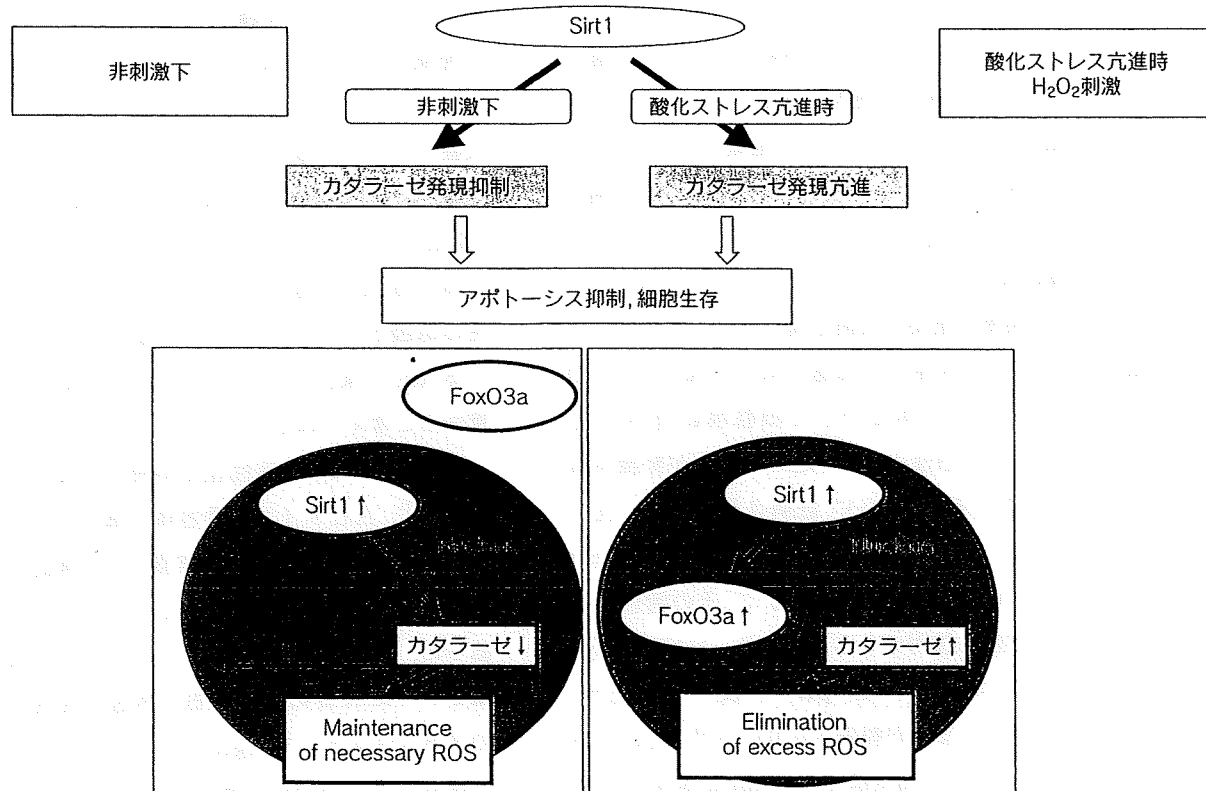 Sirt1
非刺激下
酸化ストレス亢進時
H₂O₂刺激
非刺激下
酸化ストレス亢進時
カタラーゼ発現抑制
カタラーゼ発現亢進
アポトーシス抑制,細胞生存
FoxO3a
Sirt1↑
カタラーゼ↓
Maintenance
of necessary ROS
Sirt1↑
Nucleus
FoxO3a↑
カタラーゼ↑
Elimination
of excess ROS